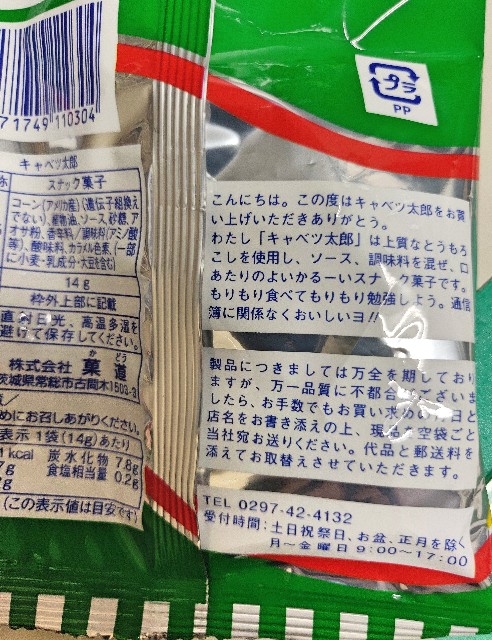 71749 110304
キャベツ太郎
スナック菓子
コーン(アメリカ産)(遺伝子組換え
でない)、植物油、ソース、砂糖、ア
オサ粉、香辛料/調味料(アミノ酸
等)、酸味料、カラメル色素、(一部
に小麦・乳成分・大豆を含む)
14g
枠外上部に記載
直射日光、高温多湿を
避けて保存してください。
かどう
株式会社 菓道
茨城県常総市古間木1503-3
めにお召しあがりください。
表示 1袋(14g)あたり
kcal 炭水化物 7.8g
食塩相当量 0.2g
(この表示値は目安です)
プラ
PP
こんにちは。この度はキャベツ太郎をお買
い上げいただきありがとう。
わたし「キャベツ太郎」は上質なとうもろ
こしを使用し、ソース、調味料を混ぜ、口
あたりのよいかるーいスナック菓子です。
もりもり食べてもりもり勉強しよう。通信
簿に関係なくおいしいヨ!!
製品につきましては万全を期しており
ますが、万一品質に不都合ございま
したら、お手数でもお買い求めの日と
店名をお書き添えの上、現品空袋ごと
当社宛お送りください。代品と郵送料を
添えてお取替えさせていただきます。
TEL 0297-42-4132
受付時間:土日祝祭日、お盆、正月を除く
月~金曜日 9:00~17:00